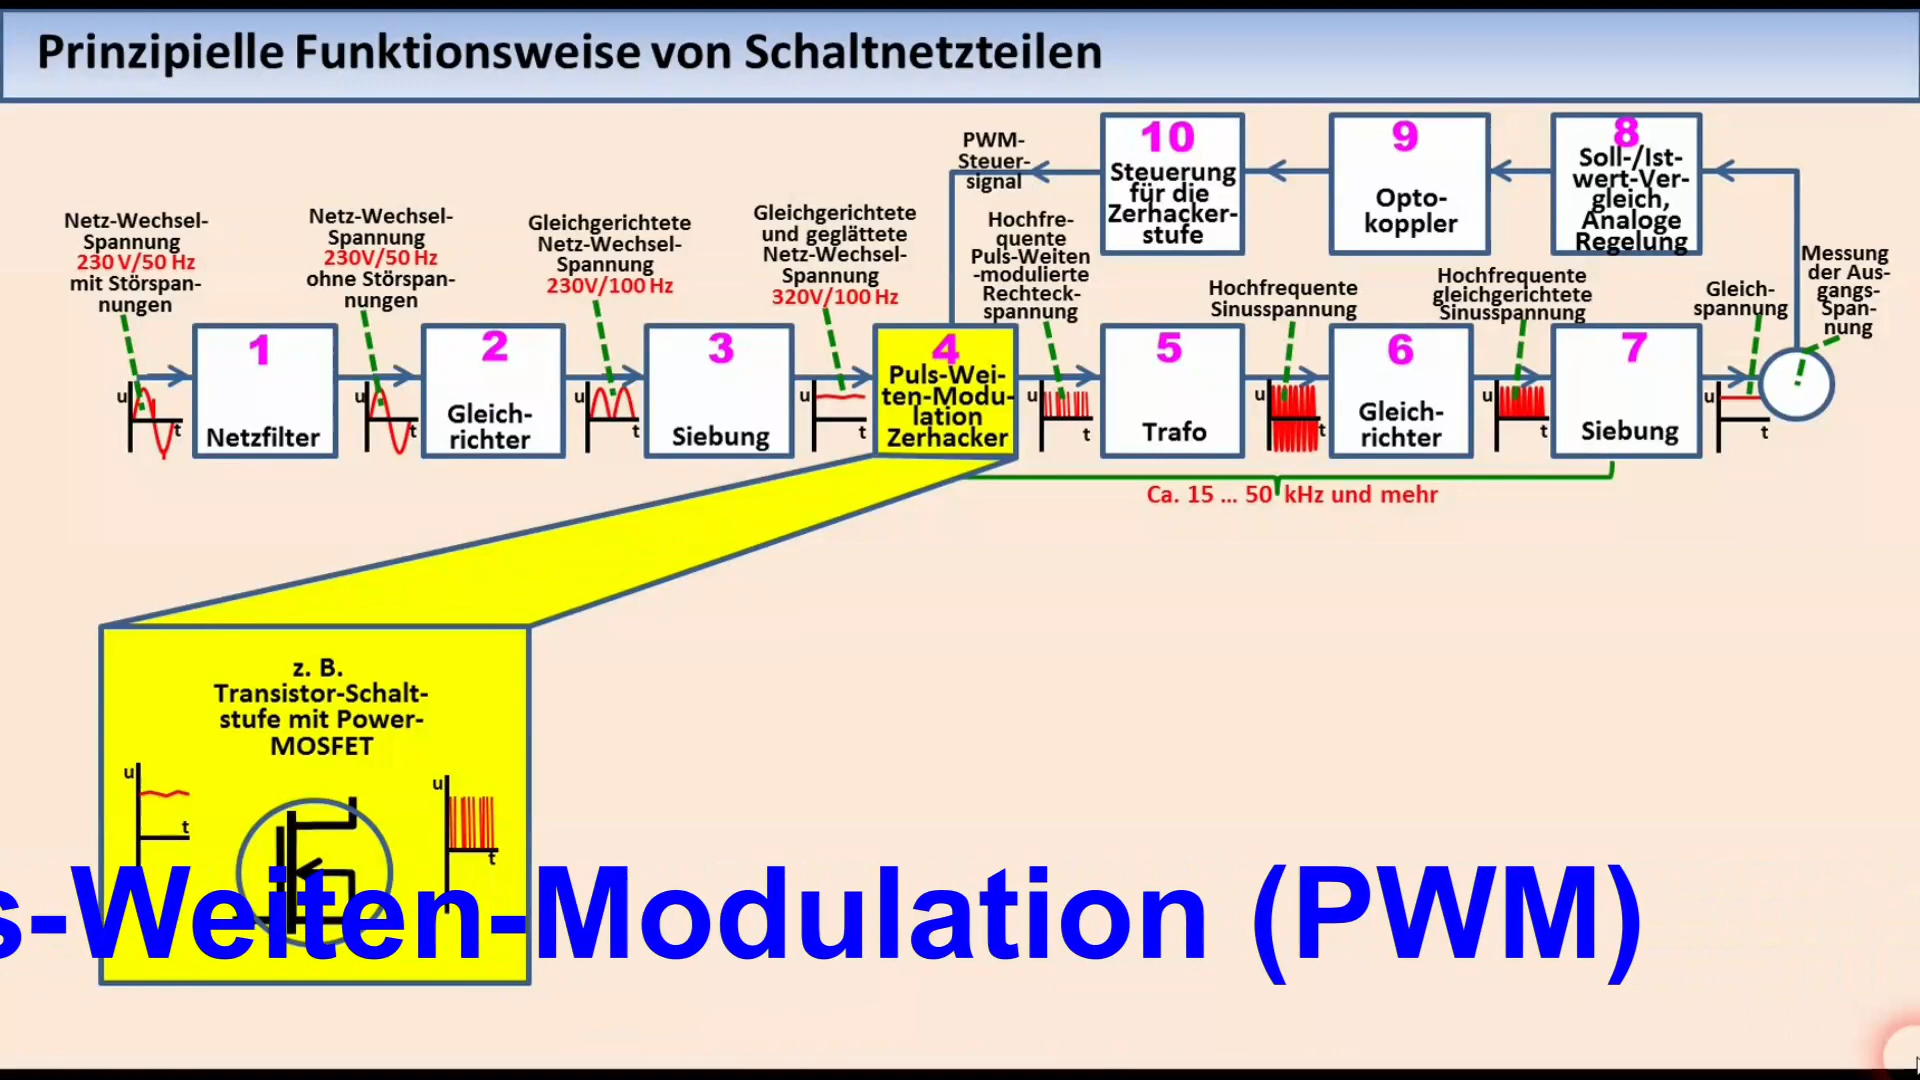 Prinzipielle Funktionsweise von Schaltnetzteilen
Netz-Wechsel-
Spannung
230 V/50 Hz
mit Störspan-
nungen
Netz-Wechsel-
Spannung
230V/50 Hz
ohne Störspan-
nungen
Gleichgerichtete
Netz-Wechsel-
Spannung
230V/100 Hz
Gleichgerichtete
und geglättete
Netz-Wechsel-
Spannung
320V/100 Hz
PWM-
Steuer-
signal
Hochfre-
quente
Puls-Weiten
-modulierte
Rechteck-
spannung
10
Steuerung
für die
Zerhacker-
stufe
9
Opto-
koppler
8
Soll-/Ist-
wert-Ver-
gleich,
Analoge
Regelung
Hochfrequente
Sinusspannung
Hochfrequente
gleichgerichtete
Sinusspannung
Gleich-
spannung
Messung
der Aus-
gangs-
Span-
nung
u
t
1
Netzfilter
u
t
2
Gleich-
richter
u
t
3
Siebung
u
t
4
Puls-Wei-
ten-Modu-
lation
Zerhacker
u
t
5
Trafo
u
t
6
Gleich-
richter
u
t
7
Siebung
u
t
Ca. 15 ... 50 kHz und mehr
z. B.
Transistor-Schalt-
stufe mit Power-
MOSFET
u
t
u
t
s-Weiten-Modulation (PWM)